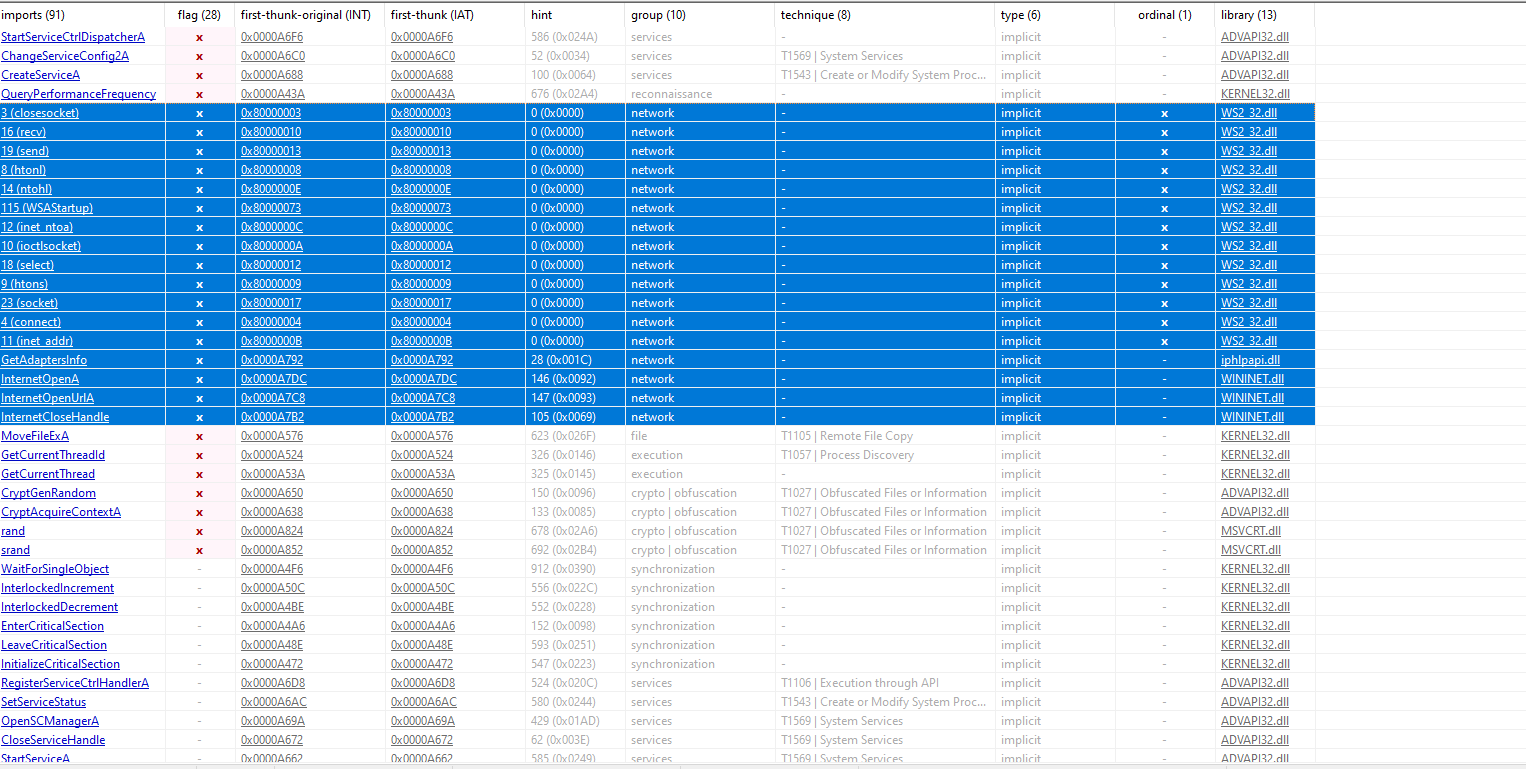 imports (91) flag (28) first-thunk-original (INT) first-thunk (IAT) hint group (10) technique (8) type (6) ordinal (1) library (13)
StartServiceCtrlDispatcherA x 0x0000A6F6 0x0000A6F6 586 (0x024A) services - implicit - ADVAPI32.dll
ChangeServiceConfig2A x 0x0000A6C0 0x0000A6C0 52 (0x0034) services T1569 | System Services implicit - ADVAPI32.dll
CreateServiceA x 0x0000A688 0x0000A688 100 (0x0064) services T1543 | Create or Modify System Proc... implicit - ADVAPI32.dll
QueryPerformanceFrequency x 0x0000A43A 0x0000A43A 676 (0x02A4) reconnaissance - implicit - KERNEL32.dll
3 (closesocket) x 0x80000003 0x80000003 0 (0x0000) network - implicit x WS2_32.dll
16 (recv) x 0x80000010 0x80000010 0 (0x0000) network - implicit x WS2_32.dll
19 (send) x 0x80000013 0x80000013 0 (0x0000) network - implicit x WS2_32.dll
8 (htonl) x 0x80000008 0x80000008 0 (0x0000) network - implicit x WS2_32.dll
14 (ntohl) x 0x8000000E 0x8000000E 0 (0x0000) network - implicit x WS2_32.dll
115 (WSAStartup) x 0x80000073 0x80000073 0 (0x0000) network - implicit x WS2_32.dll
12 (inet_ntoa) x 0x8000000C 0x8000000C 0 (0x0000) network - implicit x WS2_32.dll
10 (ioctlsocket) x 0x8000000A 0x8000000A 0 (0x0000) network - implicit x WS2_32.dll
18 (select) x 0x80000012 0x80000012 0 (0x0000) network - implicit x WS2_32.dll
9 (htons) x 0x80000009 0x80000009 0 (0x0000) network - implicit x WS2_32.dll
23 (socket) x 0x80000017 0x80000017 0 (0x0000) network - implicit x WS2_32.dll
4 (connect) x 0x80000004 0x80000004 0 (0x0000) network - implicit x WS2_32.dll
11 (inet_addr) x 0x8000000B 0x8000000B 0 (0x0000) network - implicit x WS2_32.dll
GetAdaptersInfo x 0x0000A792 0x0000A792 28 (0x001C) network - implicit - iphlpapi.dll
InternetOpenA x 0x0000A7DC 0x0000A7DC 146 (0x0092) network - implicit - WININET.dll
InternetOpenUrlA x 0x0000A7C8 0x0000A7C8 147 (0x0093) network - implicit - WININET.dll
InternetCloseHandle x 0x0000A7B2 0x0000A7B2 105 (0x0069) network - implicit - WININET.dll
MoveFileExA x 0x0000A576 0x0000A576 623 (0x026F) file T1105 | Remote File Copy implicit - KERNEL32.dll
GetCurrentThreadId x 0x0000A524 0x0000A524 326 (0x0146) execution T1057 | Process Discovery implicit - KERNEL32.dll
GetCurrentThread x 0x0000A53A 0x0000A53A 325 (0x0145) execution - implicit - KERNEL32.dll
CryptGenRandom x 0x0000A650 0x0000A650 150 (0x0096) crypto | obfuscation T1027 | Obfuscated Files or Information implicit - ADVAPI32.dll
CryptAcquireContextA x 0x0000A638 0x0000A638 133 (0x0085) crypto | obfuscation T1027 | Obfuscated Files or Information implicit - ADVAPI32.dll
rand x 0x0000A824 0x0000A824 678 (0x02A6) crypto | obfuscation T1027 | Obfuscated Files or Information implicit - MSVCRT.dll
srand x 0x0000A852 0x0000A852 692 (0x02B4) crypto | obfuscation T1027 | Obfuscated Files or Information implicit - MSVCRT.dll
WaitForSingleObject - 0x0000A4F6 0x0000A4F6 912 (0x0390) synchronization - implicit - KERNEL32.dll
InterlockedIncrement - 0x0000A50C 0x0000A50C 556 (0x022C) synchronization - implicit - KERNEL32.dll
InterlockedDecrement - 0x0000A4BE 0x0000A4BE 552 (0x0228) synchronization - implicit - KERNEL32.dll
EnterCriticalSection - 0x0000A4A6 0x0000A4A6 152 (0x0098) synchronization - implicit - KERNEL32.dll
LeaveCriticalSection - 0x0000A48E 0x0000A48E 593 (0x0251) synchronization - implicit - KERNEL32.dll
InitializeCriticalSection - 0x0000A472 0x0000A472 547 (0x0223) synchronization - implicit - KERNEL32.dll
RegisterServiceCtrlHandlerA - 0x0000A6D8 0x0000A6D8 524 (0x020C) services T1106 | Execution through API implicit - ADVAPI32.dll
SetServiceStatus - 0x0000A6AC 0x0000A6AC 580 (0x0244) services T1543 | Create or Modify System Proc... implicit - ADVAPI32.dll
OpenSCManagerA - 0x0000A69A 0x0000A69A 429 (0x01AD) services T1569 | System Services implicit - ADVAPI32.dll
CloseServiceHandle - 0x0000A672 0x0000A672 62 (0x003E) services T1569 | System Services implicit - ADVAPI32.dll
StartServiceA - 0x0000A662 0x0000A662 585 (0x0249) services T1569 | System Services implicit - ADVAPI32.dll